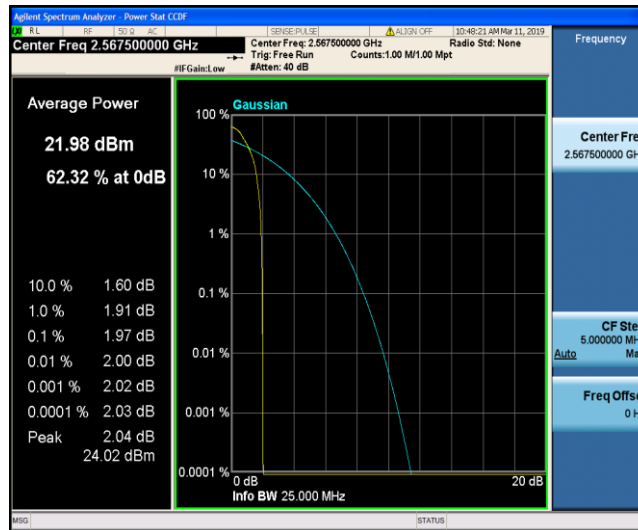 Agilent Spectrum Analyzer - Power Stat CCDF
RL RF 50 Ω AC SENSE:PULSE ALIGN OFF 10:48:21 AM Mar 11, 2019
Center Freq 2.567500000 GHz
Center Freq: 2.567500000 GHz Radio Std: None
Trig: Free Run Counts:1.00 M/1.00 Mpt
#IFGain:Low #Atten: 40 dB
Frequency
Average Power
21.98 dBm
62.32 % at 0dB
10.0 % 1.60 dB
1.0 % 1.91 dB
0.1 % 1.97 dB
0.01 % 2.00 dB
0.001 % 2.02 dB
0.0001 % 2.03 dB
Peak 2.04 dB
24.02 dBm
Gaussian
100 %
10 %
1 %
0.1 %
0.01 %
0.001 %
0.0001 %
0 dB 20 dB
Info BW 25.000 MHz
Center Fre
2.567500000 GH
CF Ste
5.000000 MH
Auto Ma
Freq Offs
0 H
MSG STATUS